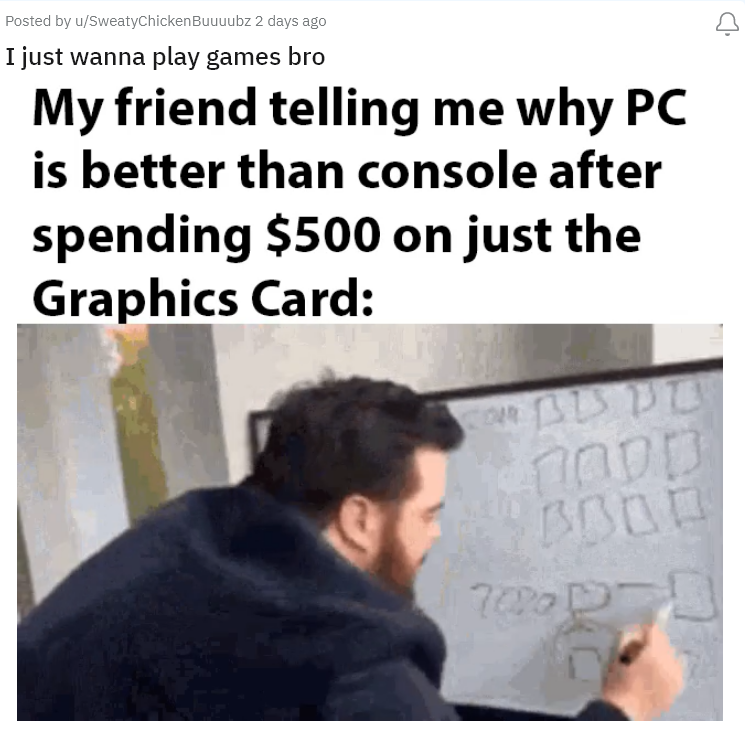 Posted by u/SweatyChickenBuuuubz 2 days ago
I just wanna play games bro
My friend telling me why PC
is better than console after
spending $500 on just the
Graphics Card: